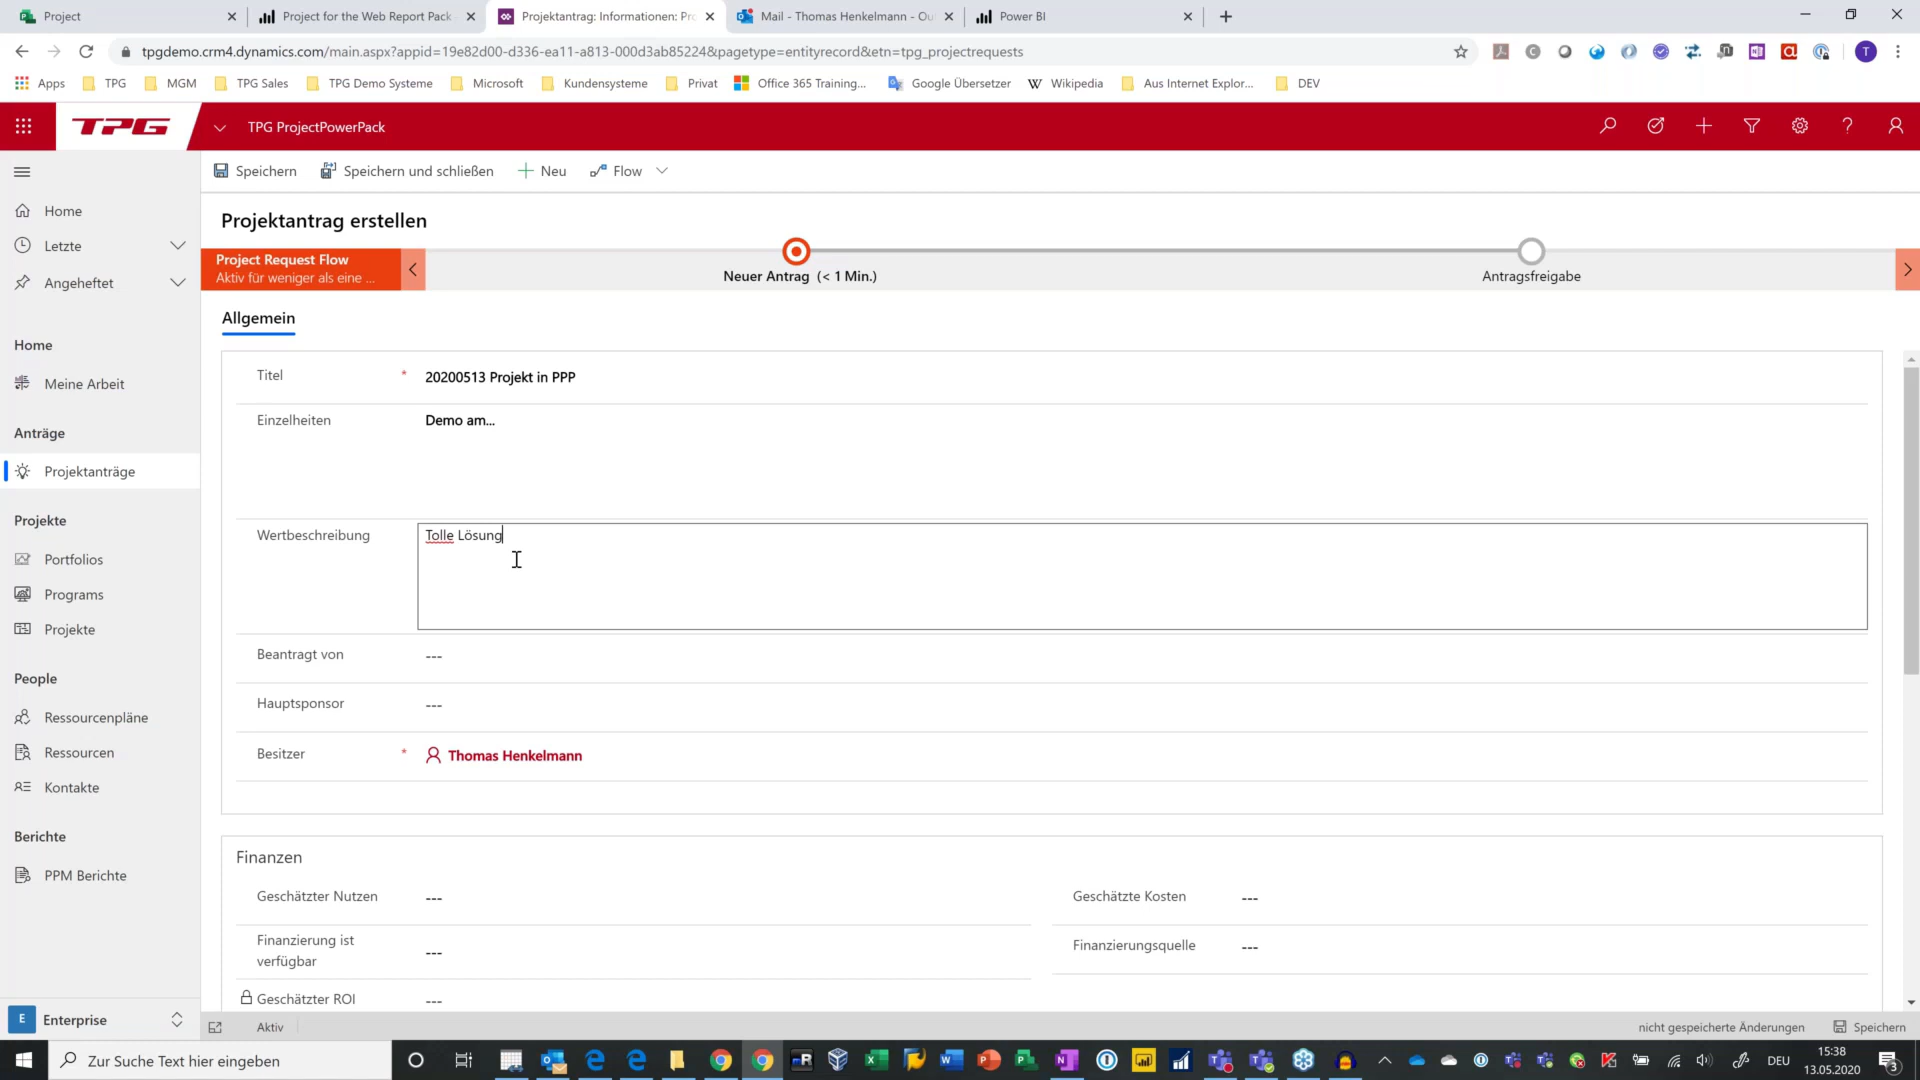 Project
Project for the Web Report Pack
Projektantrag: Informationen: Pro
Mail - Thomas Henkelmann - Ou
Power BI
tpgdemo.crm4.dynamics.com/main.aspx?appid=19e82d00-d336-ea11-a813-000d3ab85224&pagetype=entityrecord&etn=tpg_projectrequests
T
Apps
TPG
MGM
TPG Sales
TPG Demo Systeme
Microsoft
Kundensysteme
Privat
Office 365 Training...
Google Übersetzer
W Wikipedia
Aus Internet Explor...
DEV
TPG
TPG ProjectPowerPack
Speichern
Speichern und schließen
Neu
Flow
Projektantrag erstellen
Project Request Flow
Aktiv für weniger als eine ...
Neuer Antrag (< 1 Min.)
Antragsfreigabe
Home
Letzte
Angeheftet
Home
Meine Arbeit
Anträge
Projektanträge
Projekte
Portfolios
Programs
Projekte
People
Ressourcenpläne
Ressourcen
Kontakte
Berichte
PPM Berichte
E Enterprise
Allgemein
Titel * 20200513 Projekt in PPP
Einzelheiten Demo am...
Wertbeschreibung Tolle Lösung
Beantragt von ---
Hauptsponsor ---
Besitzer * Thomas Henkelmann
Finanzen
Geschätzter Nutzen ---
Geschätzte Kosten ---
Finanzierung ist
verfügbar ---
Finanzierungsquelle ---
Geschätzter ROI ---
Aktiv
nicht gespeicherte Änderungen
Speichern
Zur Suche Text hier eingeben
DEU
15:38
13.05.2020
3